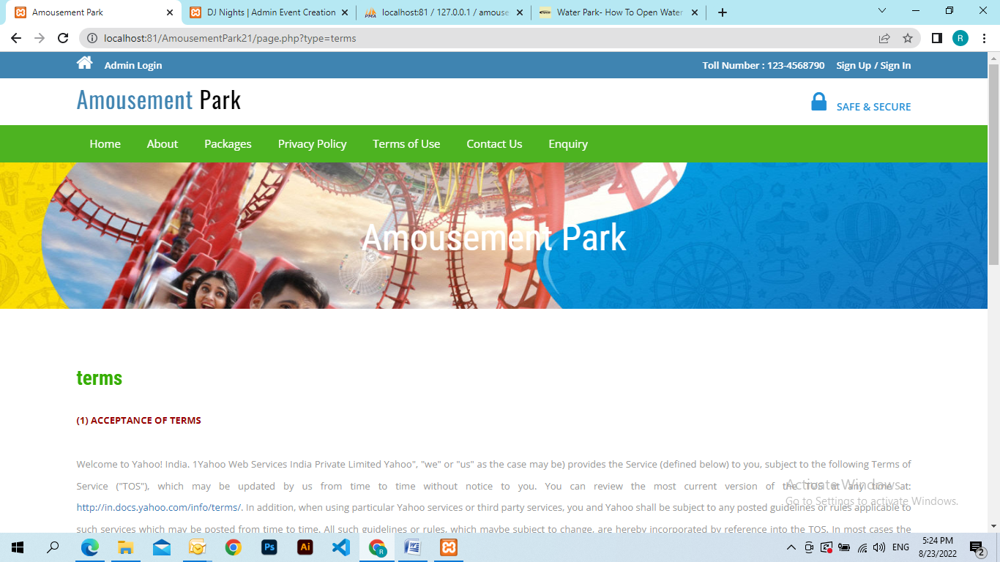 Amousement Park
DJ Nights | Admin Event Creation
localhost:81 / 127.0.0.1 / amouse
Water Park- How To Open Water
localhost:81/AmousementPark21/page.php?type=terms
R
Admin Login
Toll Number : 123-4568790
Sign Up / Sign In
Amousement Park
SAFE & SECURE
Home About Packages Privacy Policy Terms of Use Contact Us Enquiry
Amousement Park
terms
(1) ACCEPTANCE OF TERMS
Welcome to Yahoo! India. 1Yahoo Web Services India Private Limited Yahoo", "we" or "us" as the case may be) provides the Service (defined below) to you, subject to the following Terms of
Service ("TOS"), which may be updated by us from time to time without notice to you. You can review the most current version of the TOS at any time at:
http://in.docs.yahoo.com/info/terms/. In addition, when using particular Yahoo services or third party services, you and Yahoo shall be subject to any posted guidelines or rules applicable to
such services which may be posted from time to time. All such guidelines or rules, which maybe subject to change, are hereby incorporated by reference into the TOS. In most cases the
Activate Windows
Go to Settings to activate Windows.
Ps
Ai
R
ENG
5:24 PM
8/23/2022
2